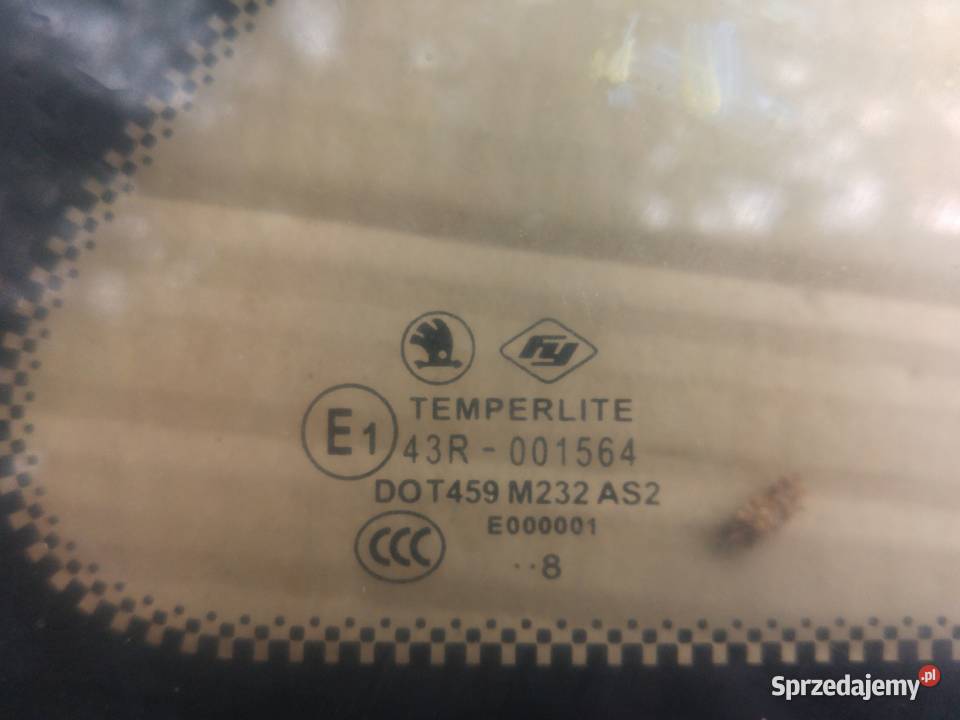 FY
TEMPERLITE
E1
43R - 001564
DOT459 M232 AS2
E000001
CCC
··8
Sprzedajemy.pl